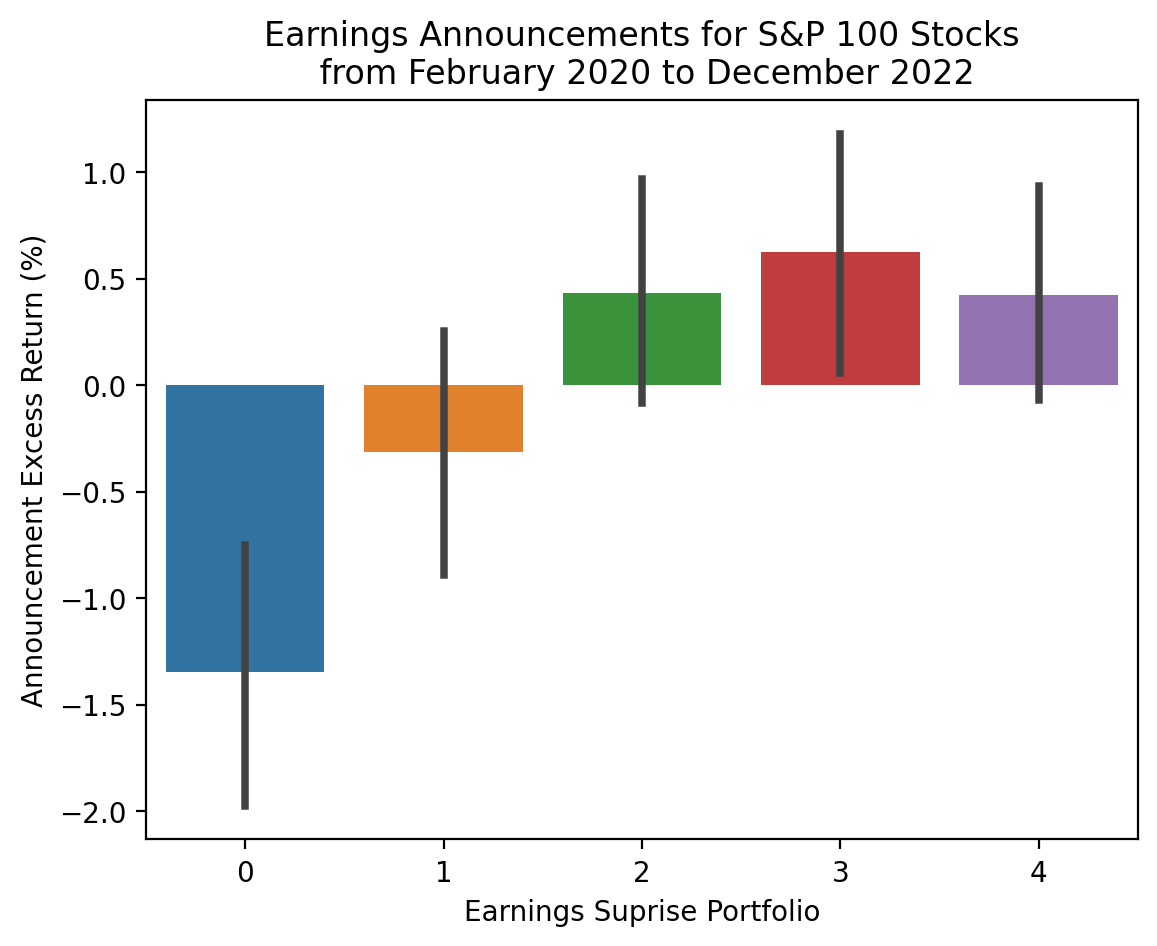 Earnings Announcements for S&P 100 Stocks
from February 2020 to December 2022
Announcement Excess Return (%)
1.0
0.5
0.0
−0.5
−1.0
−1.5
−2.0
0 1 2 3 4
Earnings Suprise Portfolio